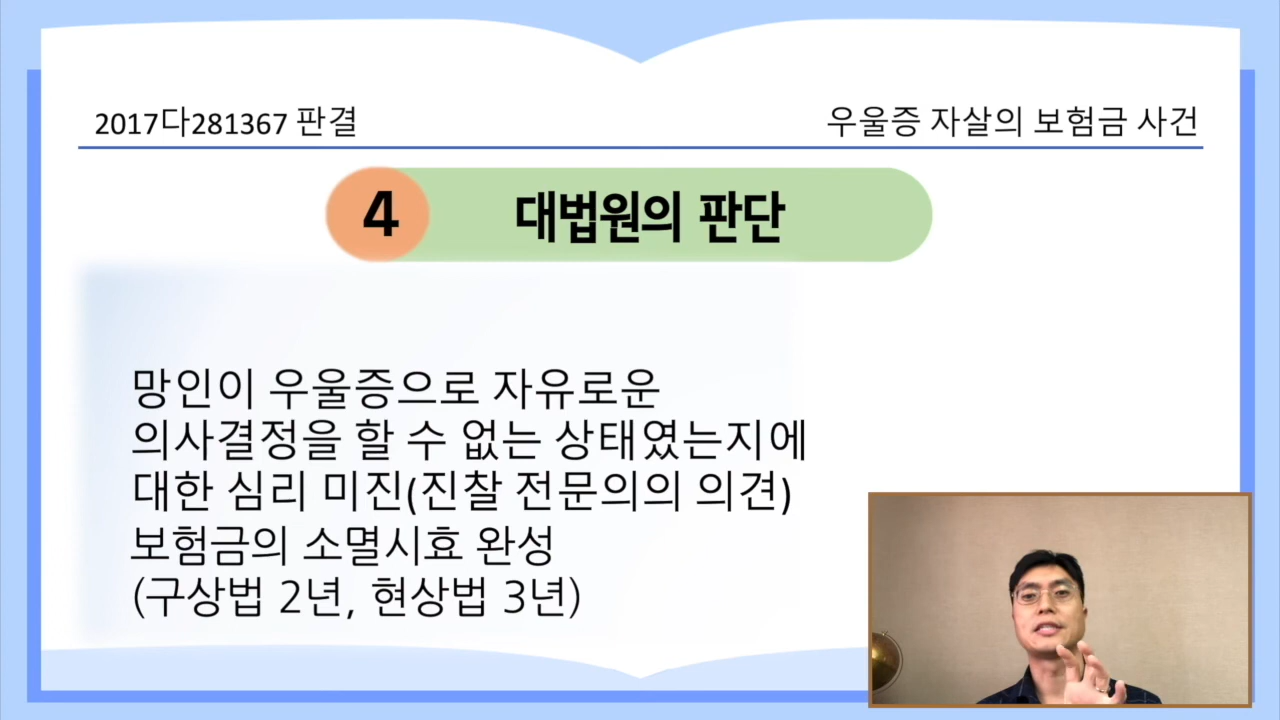 2017다281367 판결
우울증 자살의 보험금 사건
4
대법원의 판단
망인이 우울증으로 자유로운
의사결정을 할 수 없는 상태였는지에
대한 심리 미진(진찰 전문의의 의견)
보험금의 소멸시효 완성
(구상법 2년, 현상법 3년)